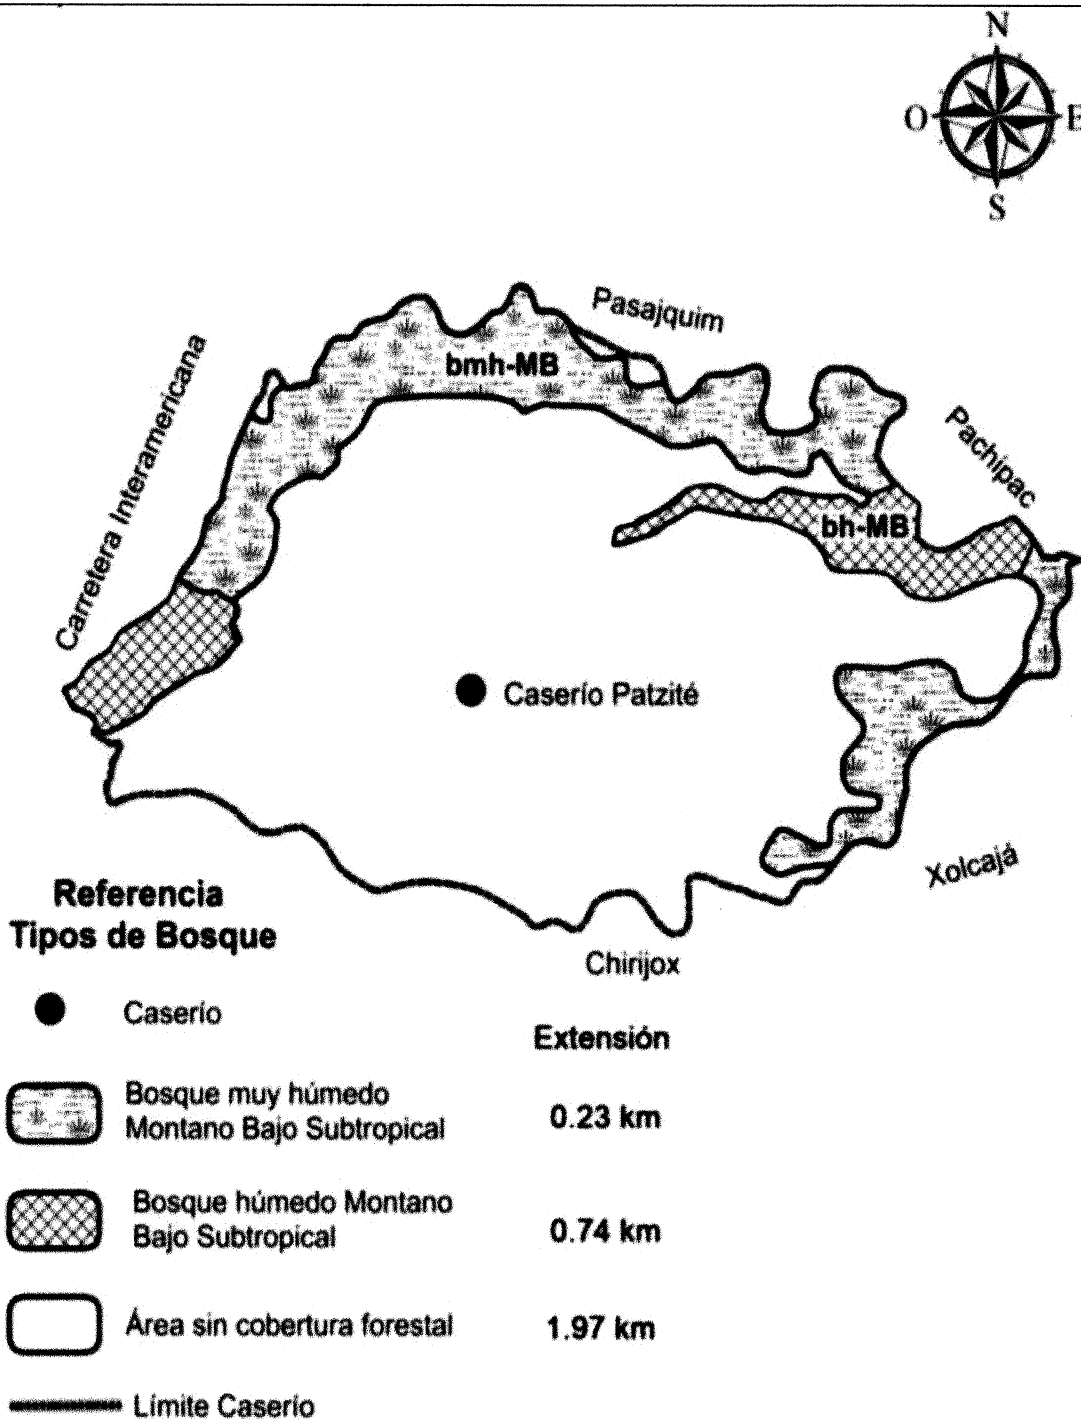 N
O
E
S
Pasajquim
Carretera Interamericana
bmh-MB
Pachipac
bh-MB
Caserío Patzité
Xolcajá
Chirijox
Referencia
Tipos de Bosque
Caserío
Extensión
Bosque muy húmedo
Montano Bajo Subtropical
0.23 km
Bosque húmedo Montano
Bajo Subtropical
0.74 km
Área sin cobertura forestal
1.97 km
Límite Caserío